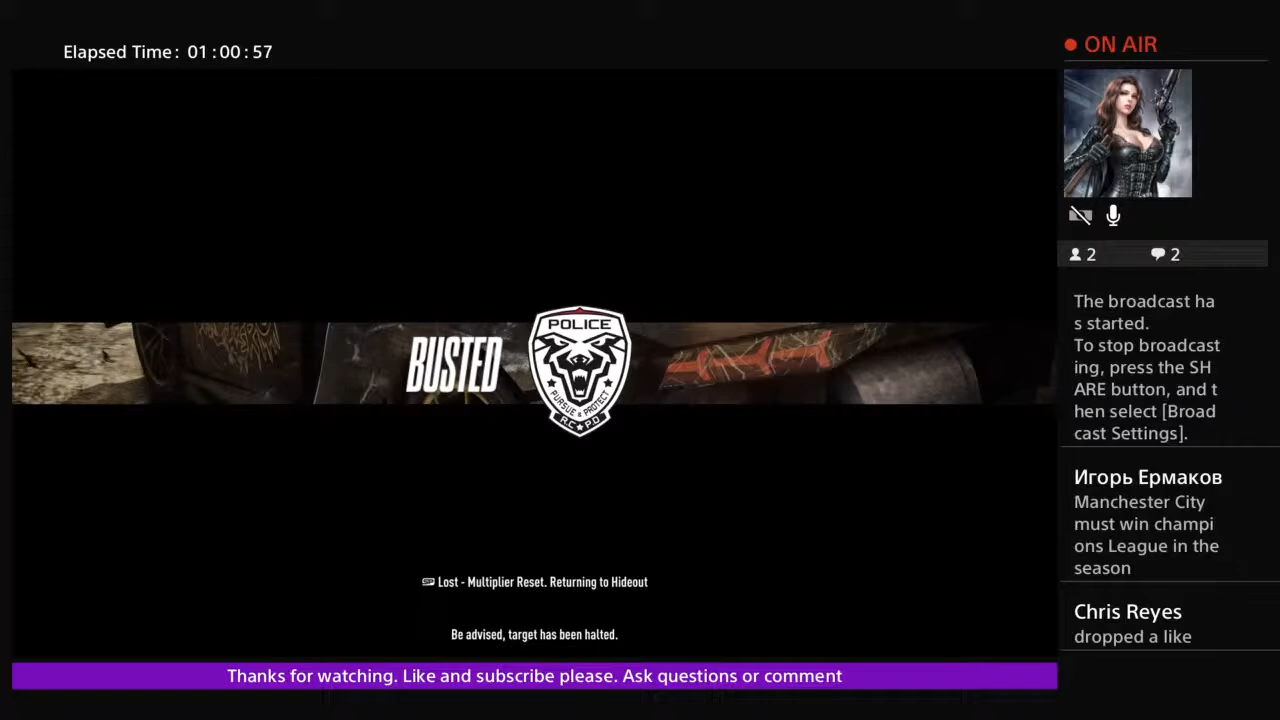 Elapsed Time: 01:00:57
ON AIR
2
2
The broadcast ha
s started.
To stop broadcast
ing, press the SH
ARE button, and t
hen select [Broad
cast Settings].
Игорь Ермаков
Manchester City
must win champi
ons League in the
season
Chris Reyes
dropped a like
BUSTED
POLICE
PURSUE & PROTECT
R.C★P.D
SP Lost - Multiplier Reset. Returning to Hideout
Be advised, target has been halted.
Thanks for watching. Like and subscribe please. Ask questions or comment